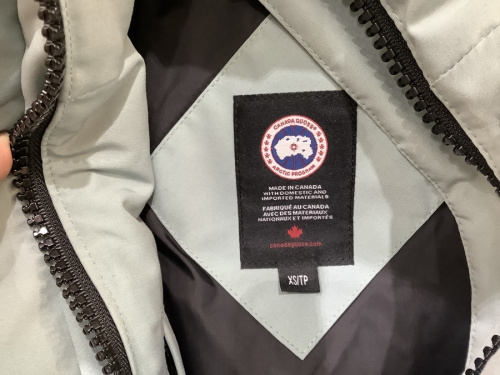 CANADA GOOSE
ARCTIC PROGRAM
MADE IN CANADA
WITH DOMESTIC AND
IMPORTED MATERIALS
FABRIQUÉ AU CANADA
AVEC DES MATERIAUX
NATIONAUX ET IMPORTÉS
canadagoose.com
XS/TP